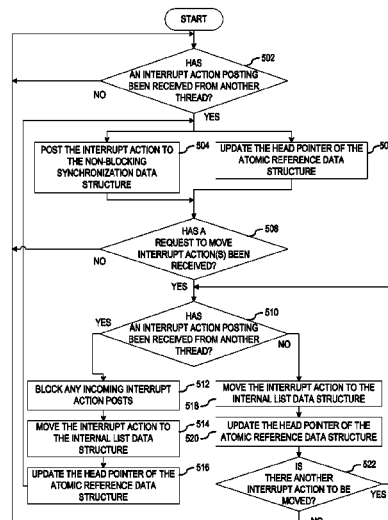 START
HAS
AN INTERRUPT ACTION POSTING
BEEN RECEIVED FROM ANOTHER
THREAD?
502
NO
YES
POST THE INTERRUPT ACTION TO
THE NON-BLOCKING
SYNCHRONIZATION DATA
STRUCTURE
504
UPDATE THE HEAD POINTER OF THE
ATOMIC REFERENCE DATA
STRUCTURE
HAS A
REQUEST TO MOVE
INTERRUPT ACTION(S) BEEN
RECEIVED?
508
NO
YES
HAS
AN INTERRUPT ACTION POSTING
BEEN RECEIVED FROM ANOTHER
THREAD?
510
YES
NO
BLOCK ANY INCOMING INTERRUPT
ACTION POSTS
512
MOVE THE INTERRUPT ACTION TO
THE INTERNAL LIST DATA
STRUCTURE
514
UPDATE THE HEAD POINTER OF THE
ATOMIC REFERENCE DATA
STRUCTURE
516
MOVE THE INTERRUPT ACTION TO THE
INTERNAL LIST DATA STRUCTURE
518
UPDATE THE HEAD POINTER OF THE
ATOMIC REFERENCE DATA STRUCTURE
520
IS
THERE ANOTHER
INTERRUPT ACTION TO BE
MOVED?
522
YES
NO